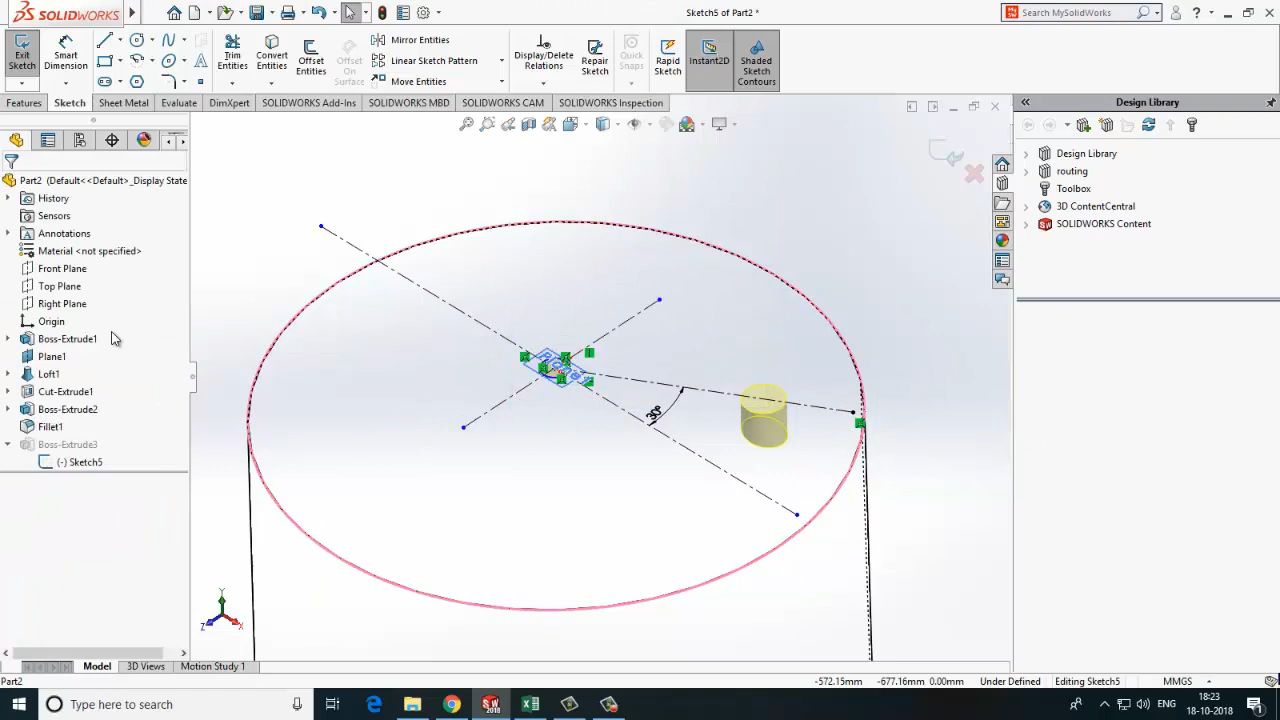 SOLIDWORKS
Sketch5 of Part2 *
Search MySolidWorks
Exit Sketch
Smart Dimension
Trim Entities
Convert Entities
Offset Entities
Offset On Surface
Mirror Entities
Linear Sketch Pattern
Move Entities
Display/Delete Relations
Repair Sketch
Quick Snaps
Rapid Sketch
Instant2D
Shaded Sketch Contours
Features
Sketch
Sheet Metal
Evaluate
DimXpert
SOLIDWORKS Add-Ins
SOLIDWORKS MBD
SOLIDWORKS CAM
SOLIDWORKS Inspection
Design Library
Part2 (Default<<Default>_Display State
History
Sensors
Annotations
Material <not specified>
Front Plane
Top Plane
Right Plane
Origin
Boss-Extrude1
Plane1
Loft1
Cut-Extrude1
Boss-Extrude2
Fillet1
Boss-Extrude3
(-) Sketch5
Plane1
30°
Y
Z
X
Design Library
routing
Toolbox
3D ContentCentral
SOLIDWORKS Content
Model
3D Views
Motion Study 1
Part2
-572.15mm
-677.16mm
0.00mm
Under Defined
Editing Sketch5
MMGS
Type here to search
SW
2018
ENG
18:23
18-10-2018